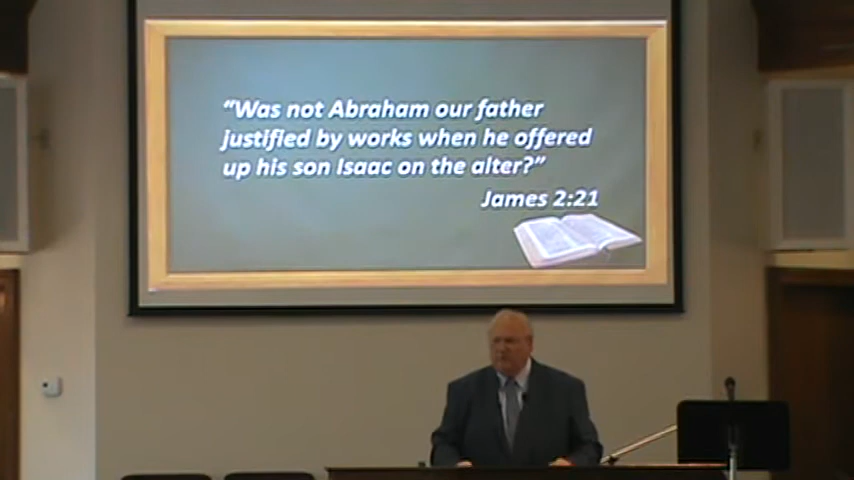 “Was not Abraham our father
justified by works when he offered
up his son Isaac on the alter?”
James 2:21